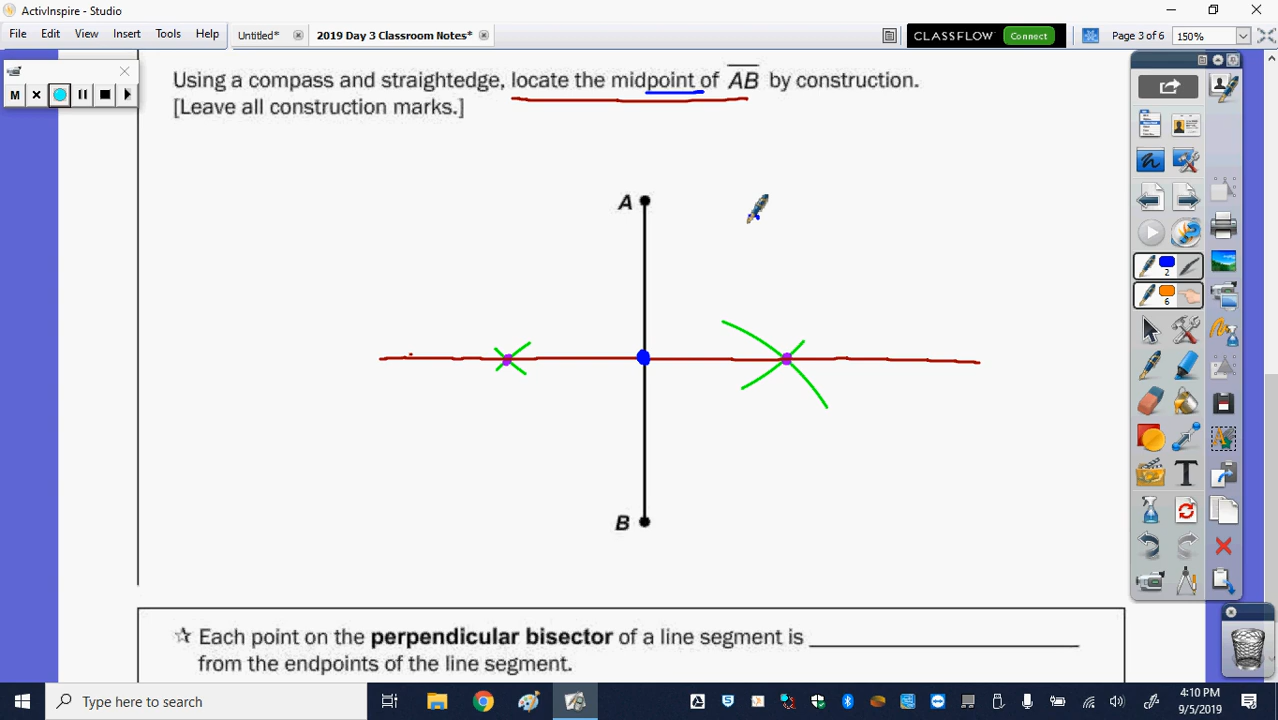 ActivInspire - Studio
File Edit View Insert Tools Help Untitled* 2019 Day 3 Classroom Notes* CLASSFLOW Connect Page 3 of 6 150%
M
Using a compass and straightedge, locate the midpoint of AB by construction.
[Leave all construction marks.]
A
B
2
6
T
☆ Each point on the perpendicular bisector of a line segment is ____________________
from the endpoints of the line segment.
Type here to search
4:10 PM
9/5/2019